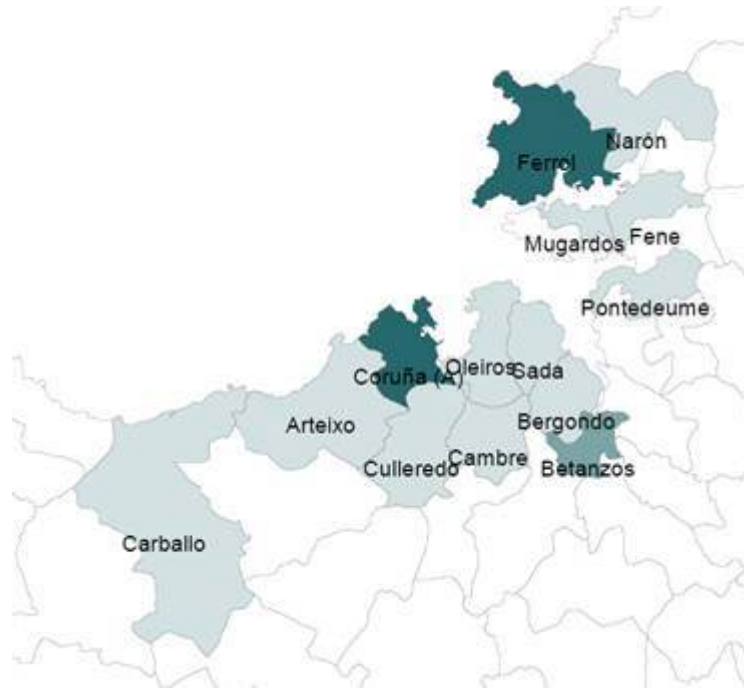 Narón
Ferrol
Mugardos
Fene
Pontedeume
Oleiros
Sada
Coruña (A)
Arteixo
Bergondo
Culleredo
Cambre
Betanzos
Carballo